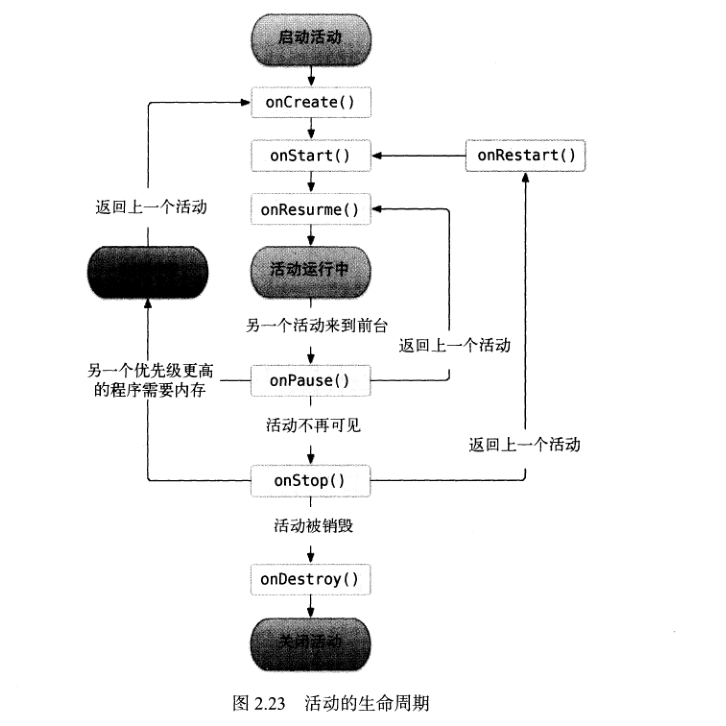 启动活动
onCreate()
onStart()
onRestart()
返回上一个活动
onResurme()
活动运行中
另一个活动来到前台
返回上一个活动
另一个优先级更高
的程序需要内存
onPause()
活动不再可见
返回上一个活动
onStop()
活动被销毁
onDestroy()
关闭活动
图 2.23 活动的生命周期